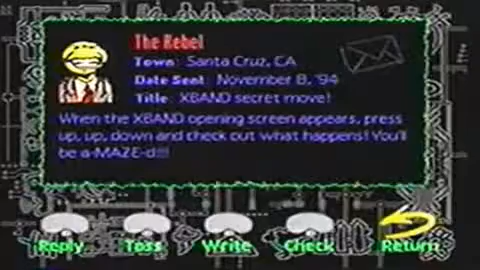 The Rebel
Town: Santa Cruz, CA
Date Sent: November 8, '94
Title: XBAND secret move!
When the XBAND opening screen appears, press
up, up, down and check out what happens! You'll
be a-MAZE-d!!!
Reply Toss Write Check Return